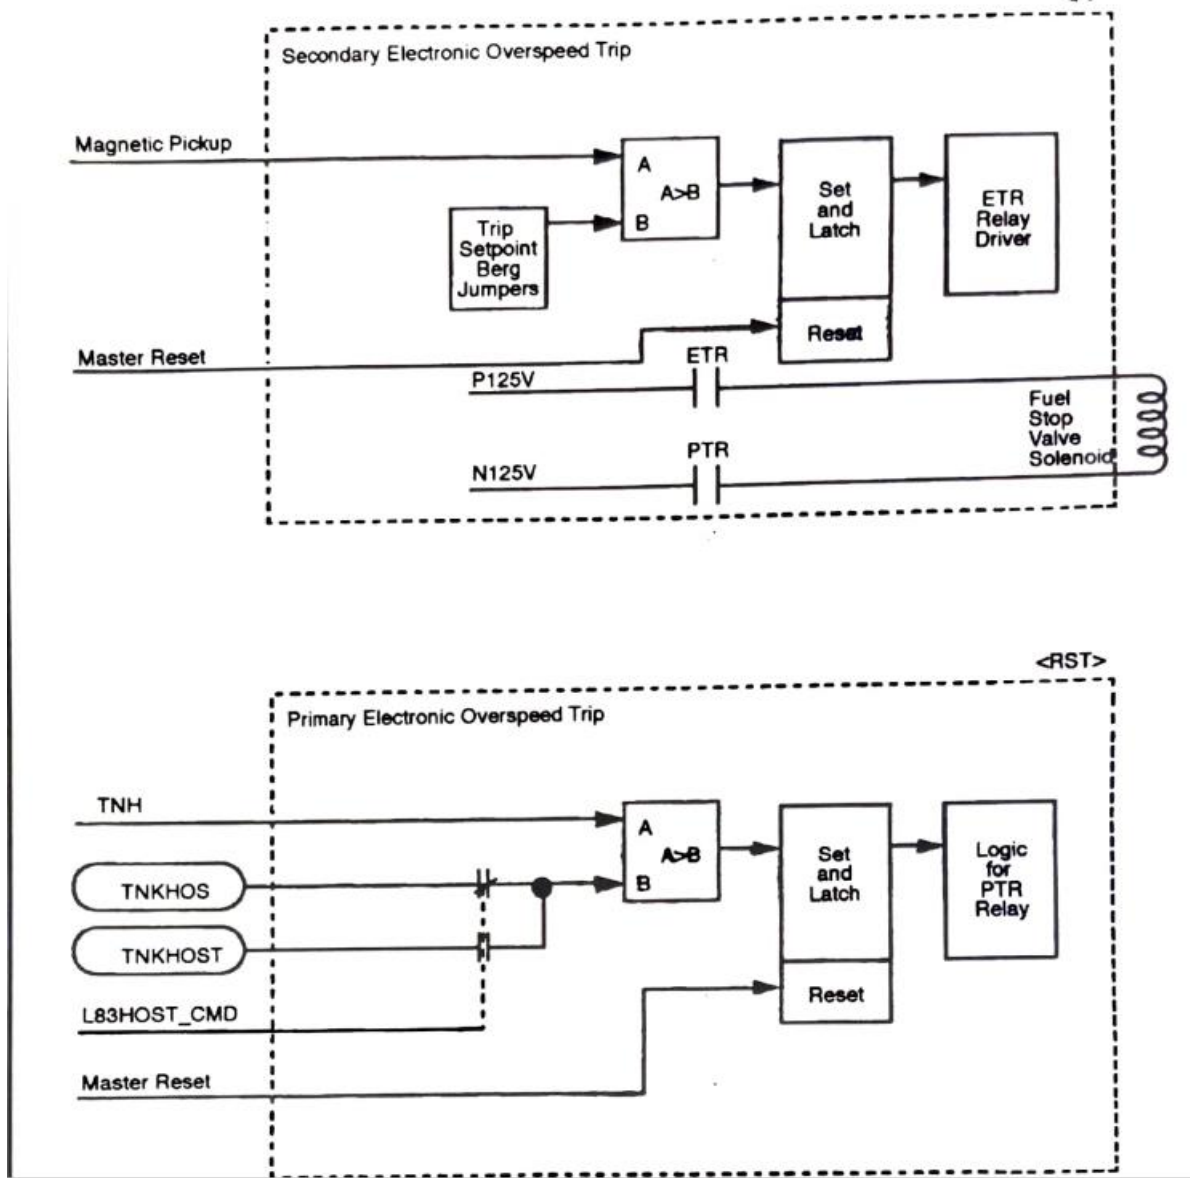 Secondary Electronic Overspeed Trip
Magnetic Pickup
A
A>B
B
Trip
Setpoint
Berg
Jumpers
Set
and
Latch
ETR
Relay
Driver
Reset
Master Reset
ETR
P125V
Fuel
Stop
Valve
Solenoid
PTR
N125V
<RST>
Primary Electronic Overspeed Trip
TNH
A
A>B
B
Set
and
Latch
Logic
for
PTR
Relay
TNKHOS
TNKHOST
L83HOST_CMD
Reset
Master Reset